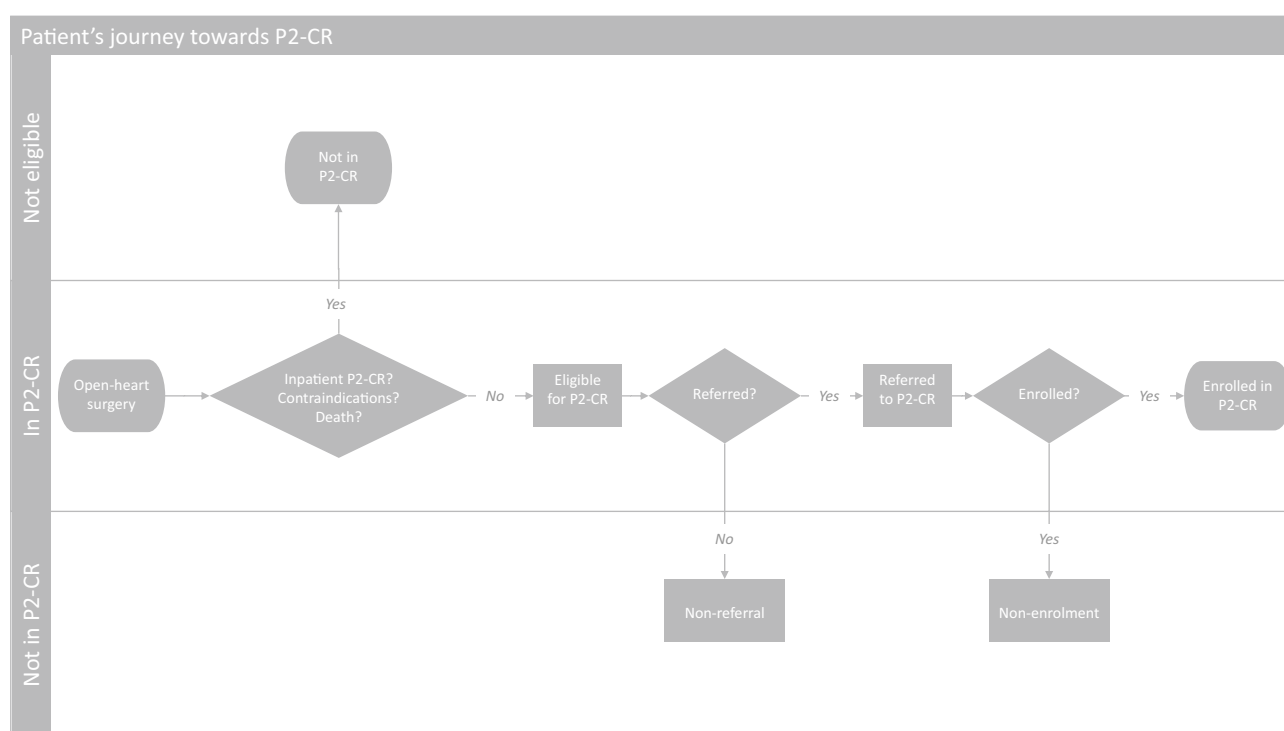 Patient's journey towards P2-CR
Not eligible
Not in
P2-CR
Yes
In P2-CR
Open-heart
surgery
Inpatient P2-CR?
Contraindications?
Death?
No
Eligible
for P2-CR
Referred?
Yes
Referred
to P2-CR
Enrolled?
Yes
Enrolled in
P2-CR
Not in P2-CR
No
Yes
Non-referral
Non-enrolment